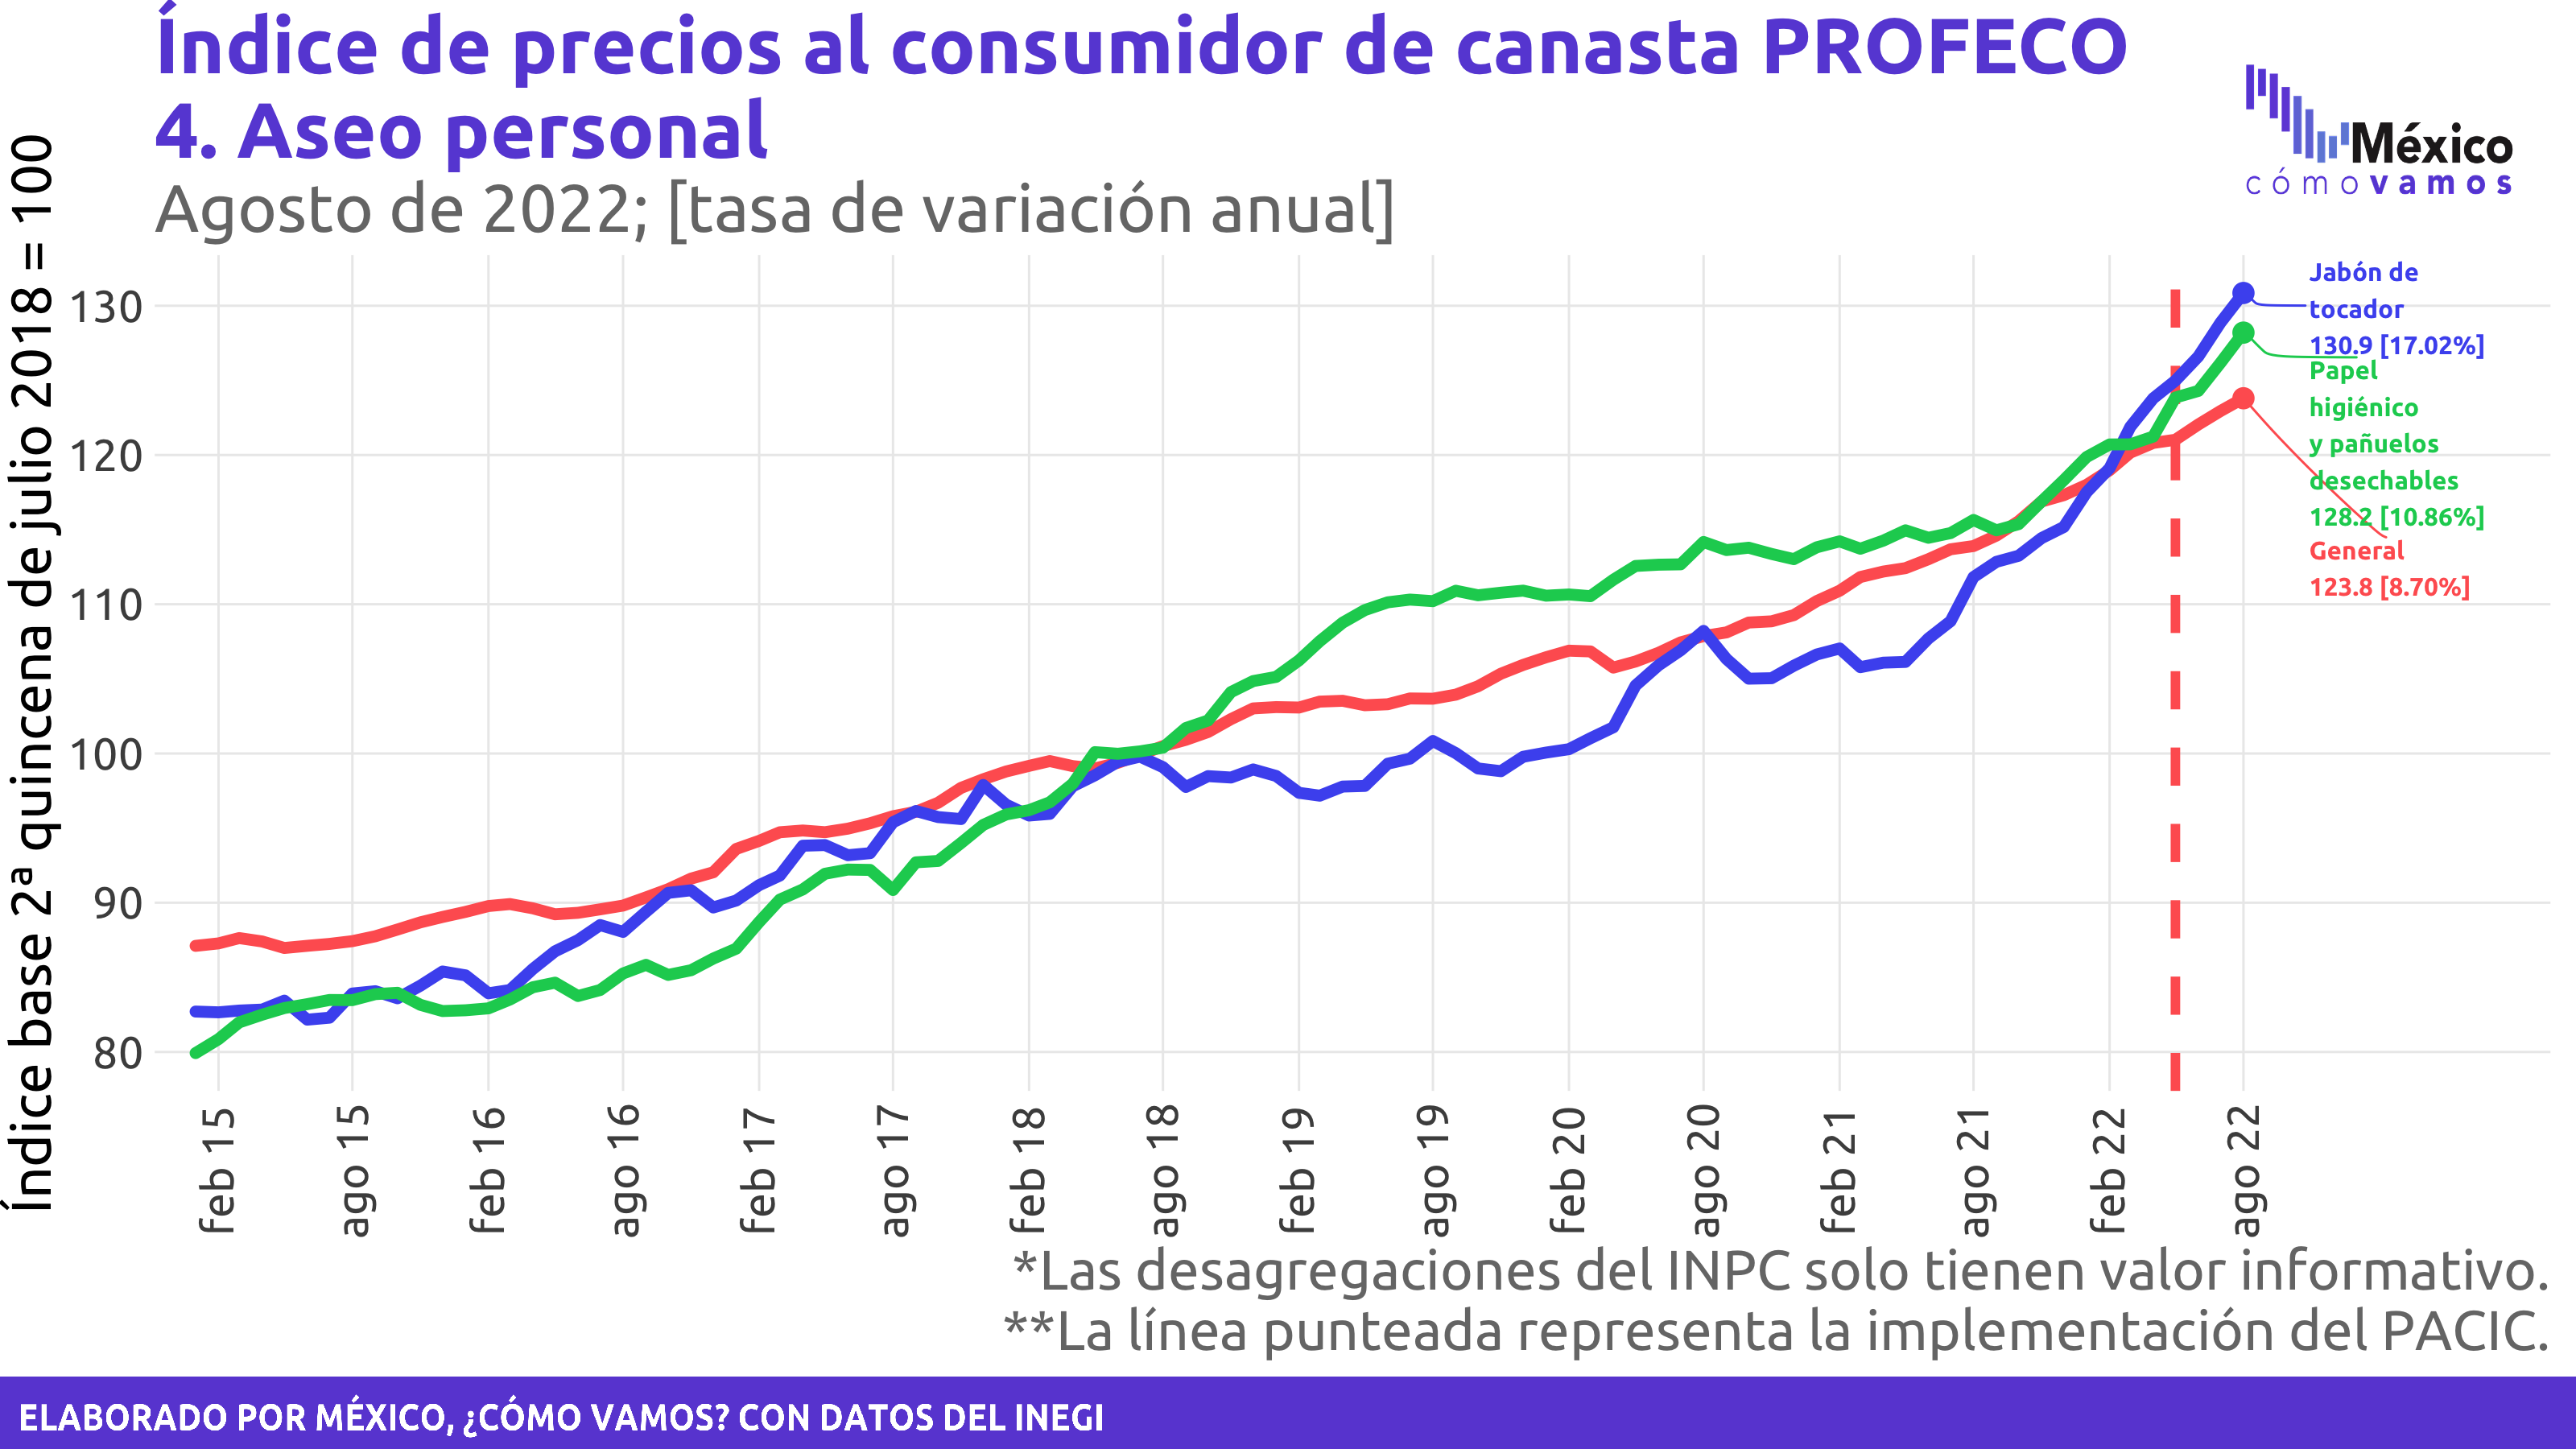 Índice de precios al consumidor de canasta PROFECO
4. Aseo personal
Agosto de 2022; [tasa de variación anual]
México
cómo vamos
Índice base 2ª quincena de julio 2018 = 100
130
120
110
100
90
80
Jabón de
tocador
130.9 [17.02%]
Papel
higiénico
y pañuelos
desechables
128.2 [10.86%]
General
123.8 [8.70%]
feb 15
ago 15
feb 16
ago 16
feb 17
ago 17
feb 18
ago 18
feb 19
ago 19
feb 20
ago 20
feb 21
ago 21
feb 22
ago 22
*Las desagregaciones del INPC solo tienen valor informativo.
**La línea punteada representa la implementación del PACIC.
ELABORADO POR MÉXICO, ¿CÓMO VAMOS? CON DATOS DEL INEGI